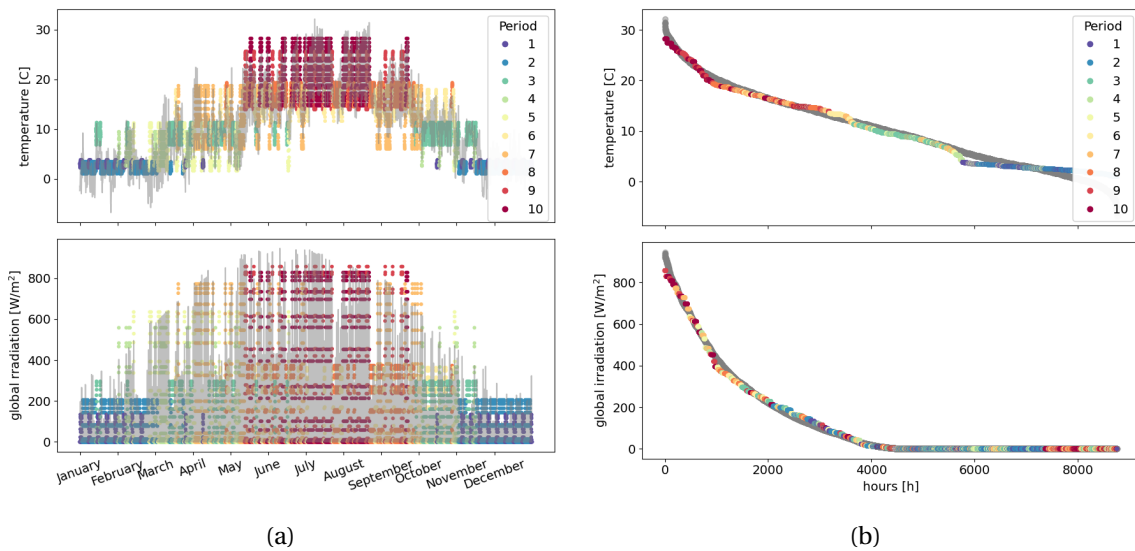 30
20
10
0
temperature [C]
Period
1
2
3
4
5
6
7
8
9
10
800
600
400
200
0
global irradiation [W/m²]
January
February
March
April
May
June
July
August
September
October
November
December
(a)
30
20
10
0
temperature [C]
Period
1
2
3
4
5
6
7
8
9
10
800
600
400
200
0
global irradiation [W/m²]
0
2000
4000
6000
8000
hours [h]
(b)